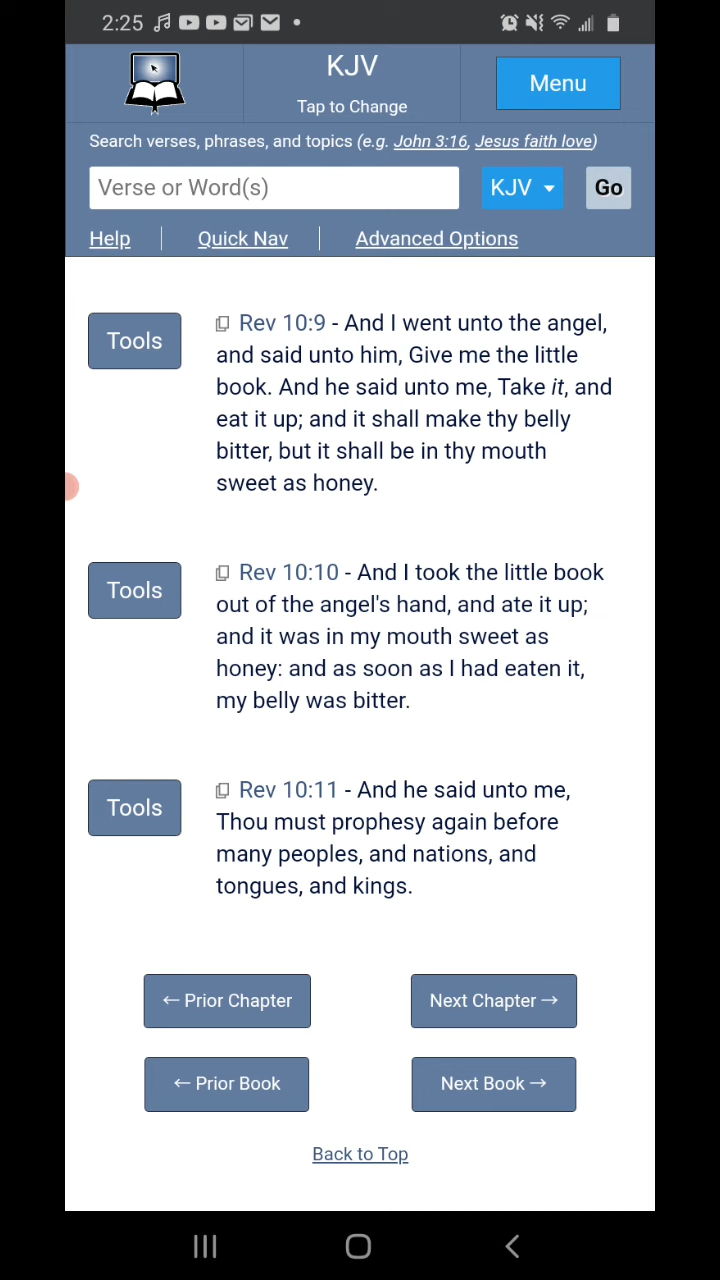 2:25
KJV
Tap to Change
Menu
Search verses, phrases, and topics (e.g. John 3:16, Jesus faith love)
Verse or Word(s)
KJV
Go
Help
Quick Nav
Advanced Options
Tools
Rev 10:9 - And I went unto the angel,
and said unto him, Give me the little
book. And he said unto me, Take it, and
eat it up; and it shall make thy belly
bitter, but it shall be in thy mouth
sweet as honey.
Tools
Rev 10:10 - And I took the little book
out of the angel's hand, and ate it up;
and it was in my mouth sweet as
honey: and as soon as I had eaten it,
my belly was bitter.
Tools
Rev 10:11 - And he said unto me,
Thou must prophesy again before
many peoples, and nations, and
tongues, and kings.
← Prior Chapter
Next Chapter →
← Prior Book
Next Book →
Back to Top